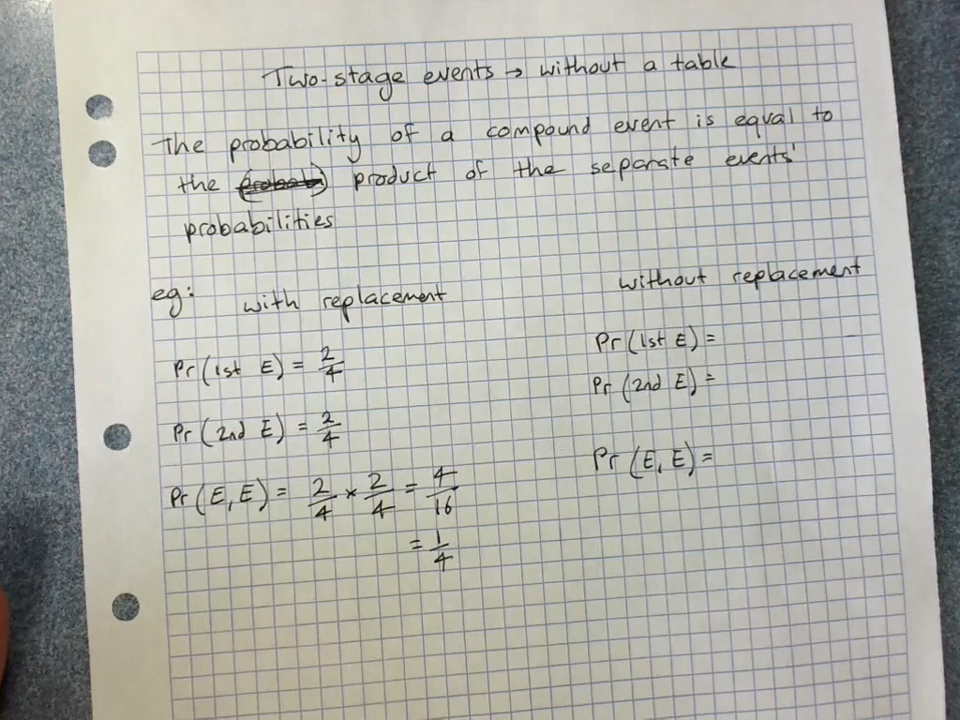 Two-stage events → without a table
The probability of a compound event is equal to
the product of the separate events'
probabilities
eg: with replacement
without replacement
Pr(1st E) = 2/4
Pr(1st E) =
Pr(2nd E) = 2/4
Pr(2nd E) =
Pr(E,E) = 2/4 × 2/4 = 4/16
= 1/4
Pr(E,E) =